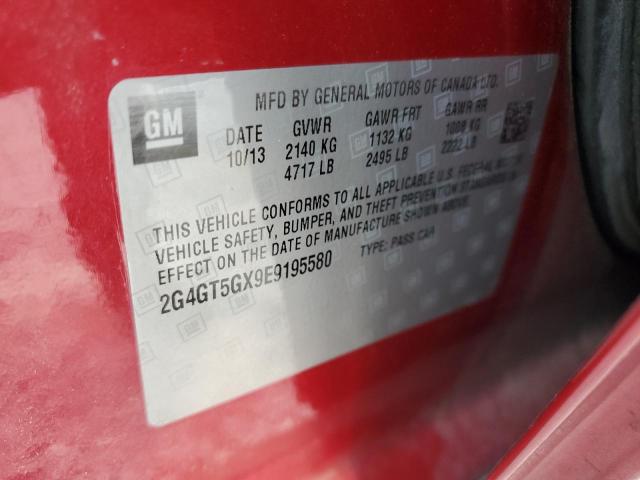 MFD BY GENERAL MOTORS OF CANADA LTD.
GM
DATE GVWR GAWR FRT GAWR RR
10/13 2140 KG 1132 KG 1008 KG
4717 LB 2495 LB 2222 LB
THIS VEHICLE CONFORMS TO ALL APPLICABLE U.S. FEDERAL MOTOR
VEHICLE SAFETY, BUMPER, AND THEFT PREVENTION STANDARDS IN
EFFECT ON THE DATE OF MANUFACTURE SHOWN ABOVE.
2G4GT5GX9E9195580 TYPE: PASS CAR